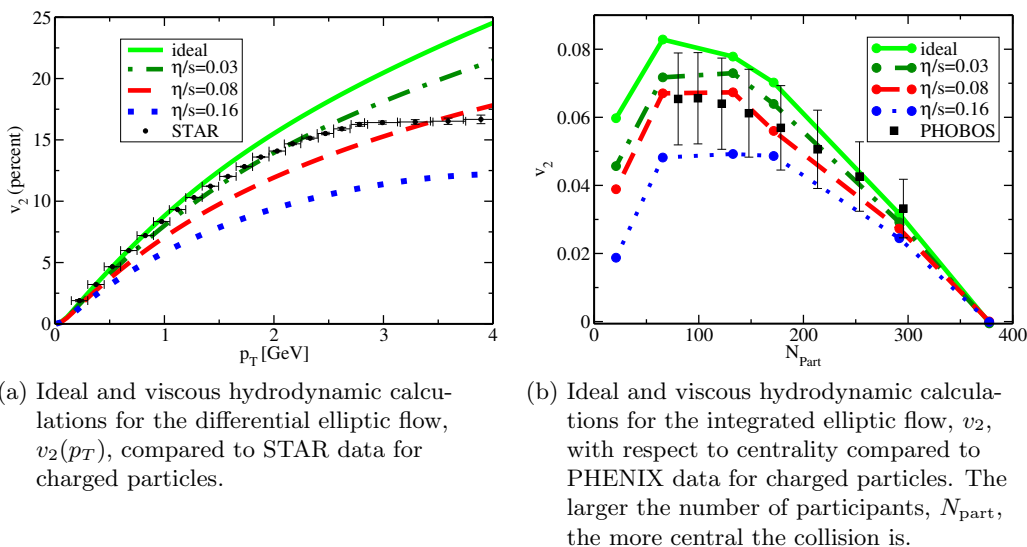 25
20
15
10
5
0
v₂ (percent)
ideal
η/s=0.03
η/s=0.08
η/s=0.16
STAR
0 1 2 3 4
p_T [GeV]
0.08
0.06
0.04
0.02
0
v₂
ideal
η/s=0.03
η/s=0.08
η/s=0.16
PHOBOS
0 100 200 300 400
N_Part
(a) Ideal and viscous hydrodynamic calcu-
lations for the differential elliptic flow,
v₂(p_T), compared to STAR data for
charged particles.
(b) Ideal and viscous hydrodynamic calcula-
tions for the integrated elliptic flow, v₂,
with respect to centrality compared to
PHENIX data for charged particles. The
larger the number of participants, N_part,
the more central the collision is.